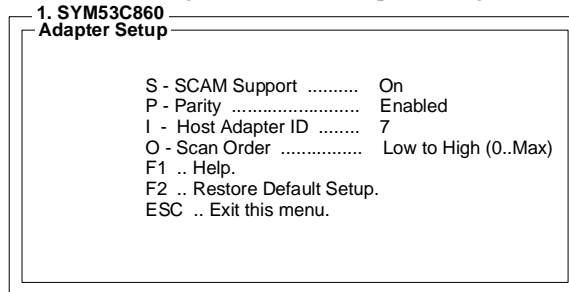 1. SYM53C860
Adapter Setup
S - SCAM Support .......... On
P - Parity ........................ Enabled
I - Host Adapter ID ........ 7
O - Scan Order ................ Low to High (0..Max)
F1 .. Help.
F2 .. Restore Default Setup.
ESC .. Exit this menu.